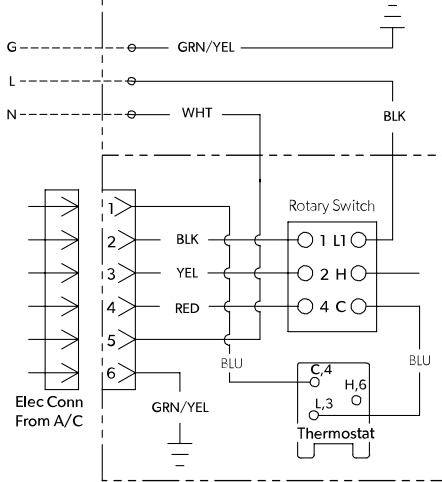 G GRN/YEL
L
N WHT
BLK
Rotary Switch
1
2 BLK 1 L1
3 YEL 2 H
4 RED 4 C
5
BLU BLU
6 C,4
H,6
Elec Conn GRN/YEL L,3
From A/C Thermostat